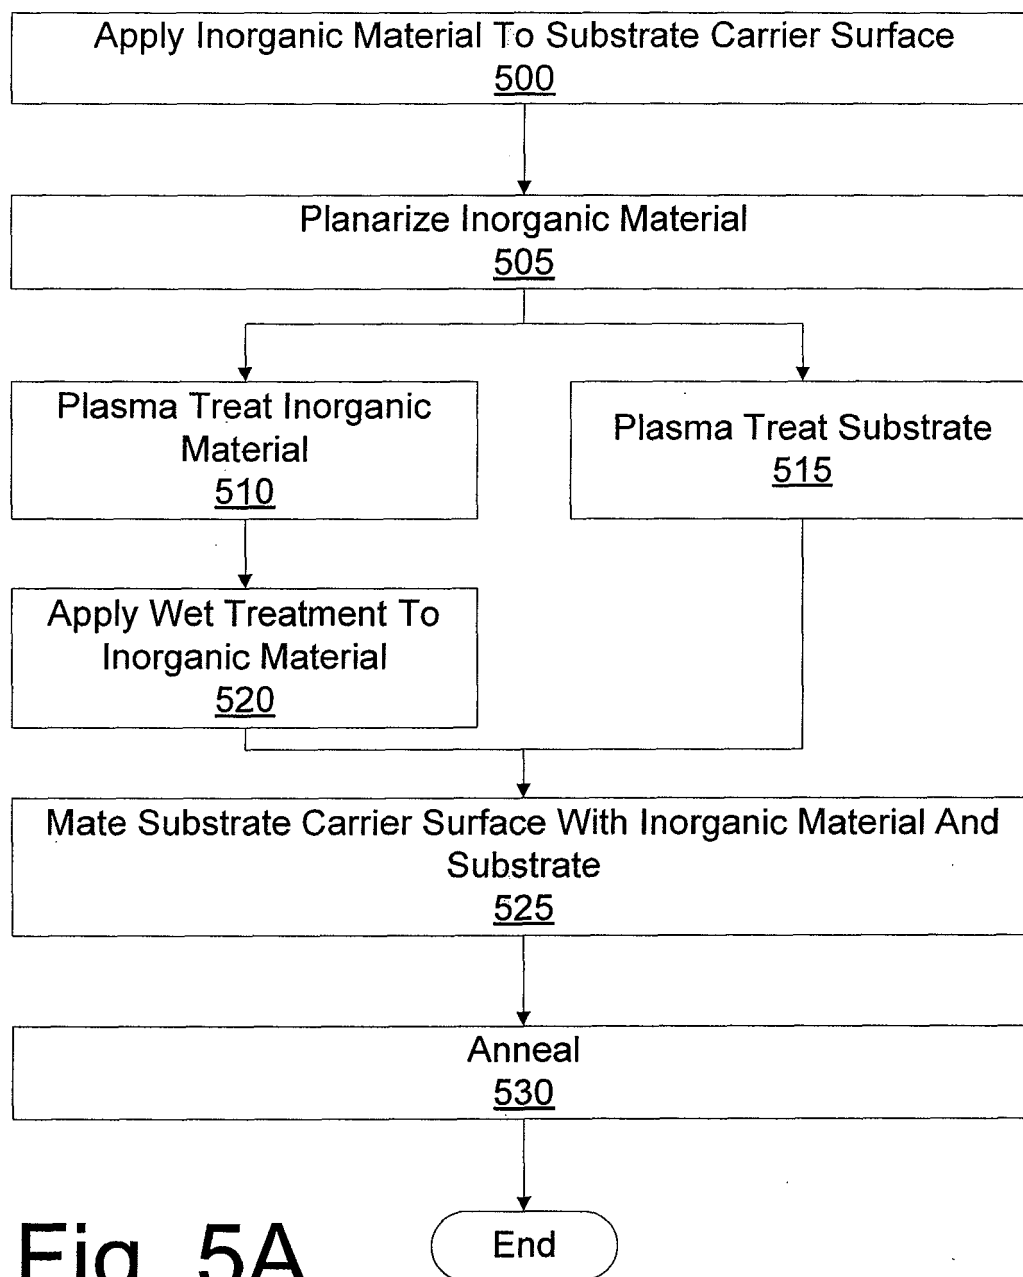 Apply Inorganic Material To Substrate Carrier Surface
500
Planarize Inorganic Material
505
Plasma Treat Inorganic
Material
510
Plasma Treat Substrate
515
Apply Wet Treatment To
Inorganic Material
520
Mate Substrate Carrier Surface With Inorganic Material And
Substrate
525
Anneal
530
End
Fig. 5A